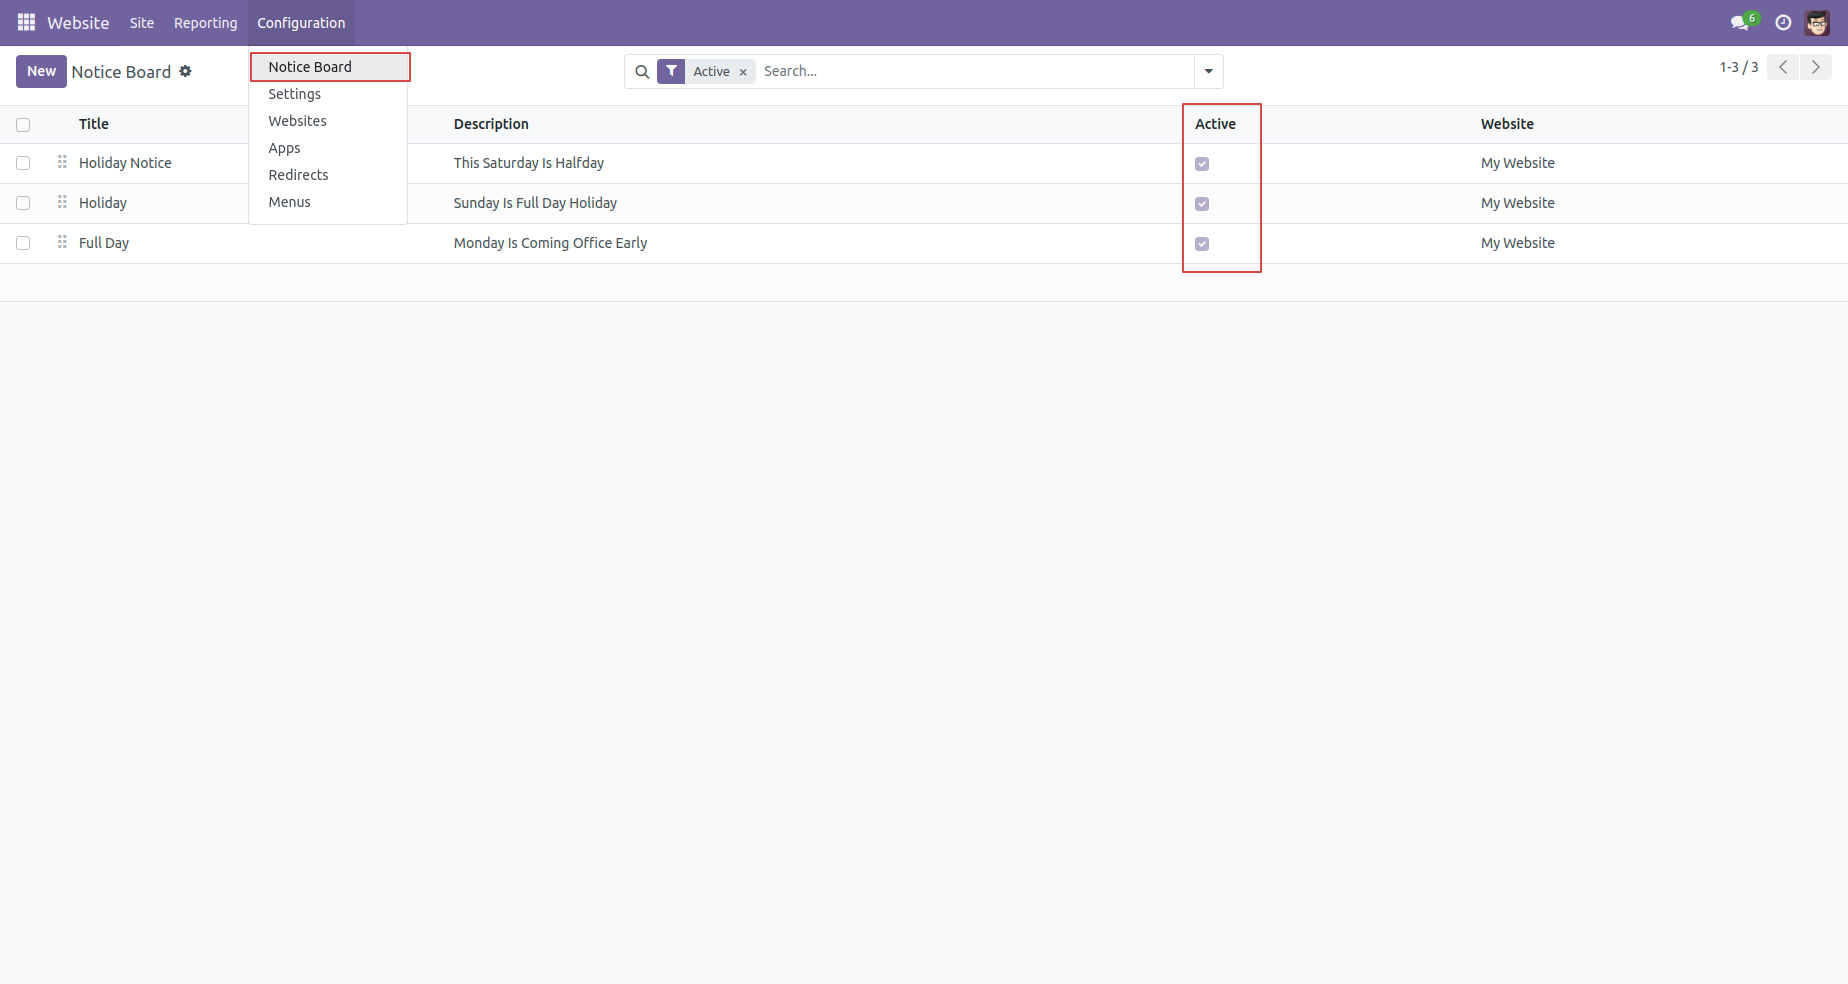 Website Site Reporting Configuration 6
New Notice Board Active × Search... 1-3 / 3
Notice Board
Settings
Websites
Apps
Redirects
Menus
Title Description Active Website
Holiday Notice This Saturday Is Halfday My Website
Holiday Sunday Is Full Day Holiday My Website
Full Day Monday Is Coming Office Early My Website